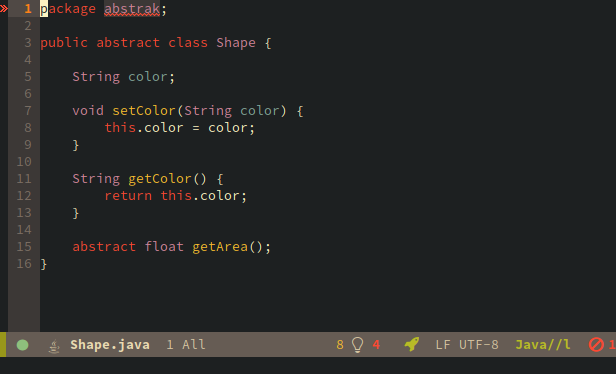 1 package abstrak;
2
3 public abstract class Shape {
4
5     String color;
6
7     void setColor(String color) {
8         this.color = color;
9     }
10
11     String getColor() {
12         return this.color;
13     }
14
15     abstract float getArea();
16 }
Shape.java 1 All 8 4 LF UTF-8 Java//l 1